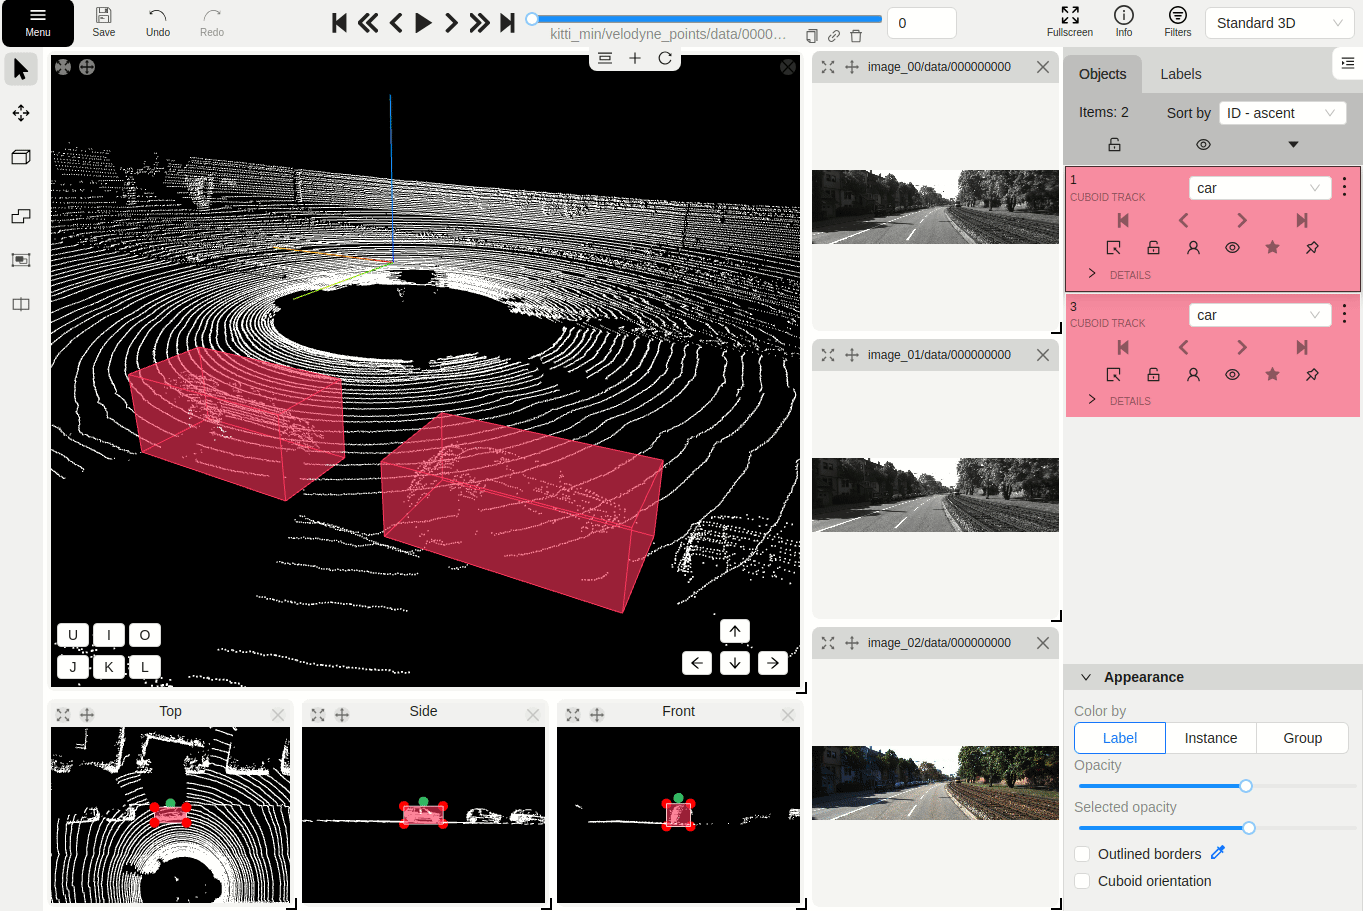 Menu
Save
Undo
Redo
kitti_min/velodyne_points/data/0000...
0
Fullscreen
Info
Filters
Standard 3D
image_00/data/000000000
image_01/data/000000000
image_02/data/000000000
U I O
J K L
Top
Side
Front
Objects
Labels
Items: 2
Sort by
ID - ascent
1
CUBOID TRACK
car
DETAILS
3
CUBOID TRACK
car
DETAILS
Appearance
Color by
Label
Instance
Group
Opacity
Selected opacity
Outlined borders
Cuboid orientation